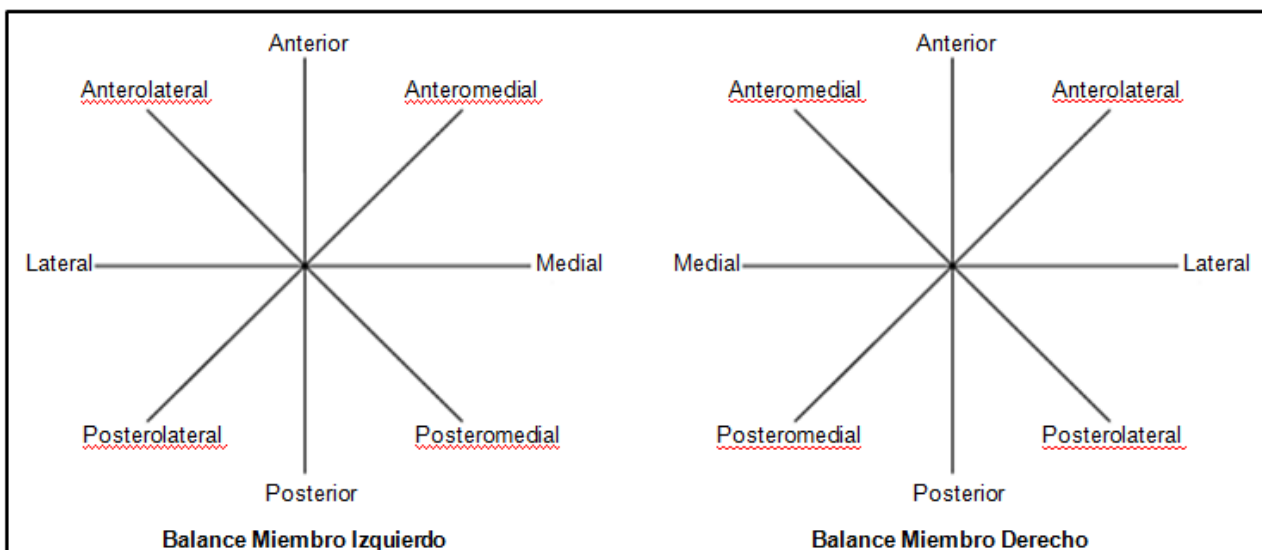 Anterior
Anterolateral Anteromedial
Lateral Medial
Posterolateral Posteromedial
Posterior
Balance Miembro Izquierdo
Anterior
Anteromedial Anterolateral
Medial Lateral
Posteromedial Posterolateral
Posterior
Balance Miembro Derecho